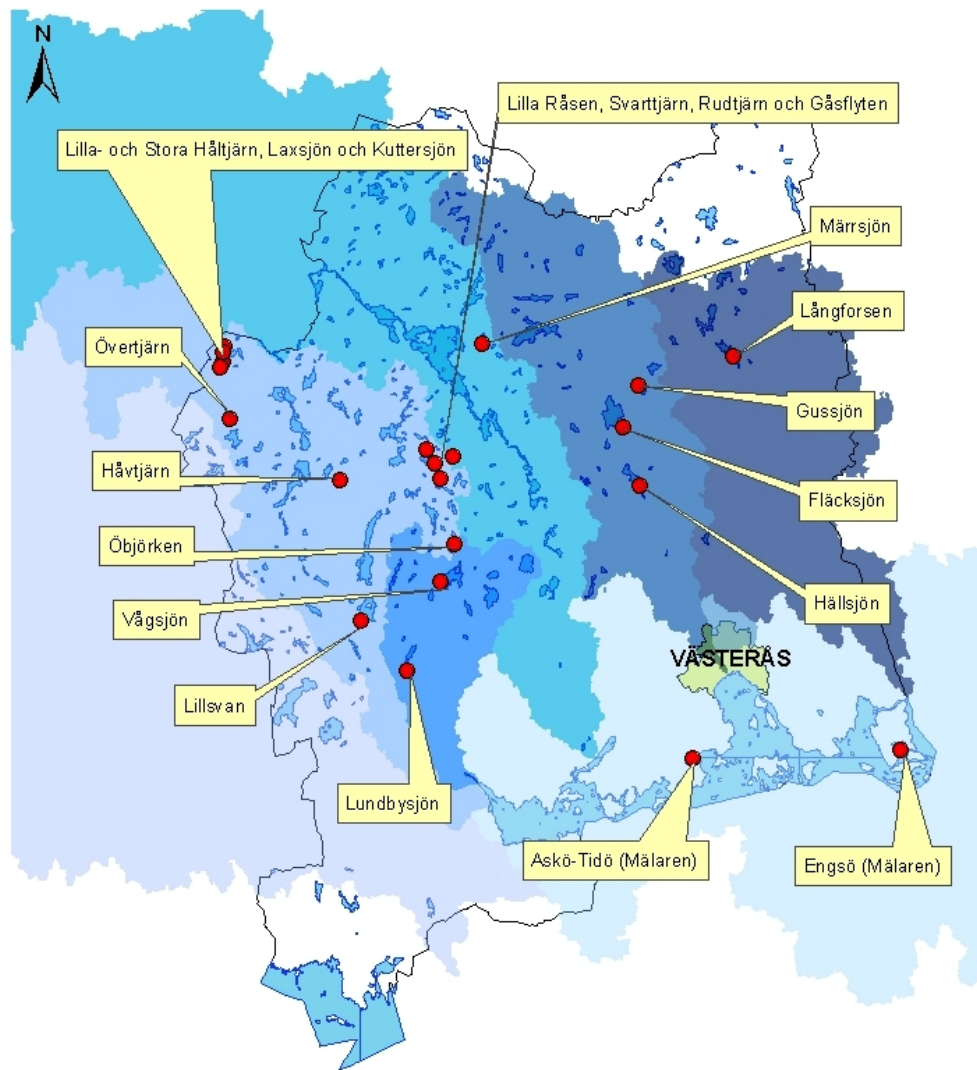 N
Lilla Råsen, Svarttjärn, Rudtjärn och Gåsflyten
Lilla- och Stora Håltjärn, Laxsjön och Kuttersjön
Märrsjön
Långforsen
Övertjärn
Gussjön
Håvtjärn
Fläcksjön
Öbjörken
Hällsjön
Vågsjön
VÄSTERÅS
Lillsvan
Lundbysjön
Askö-Tidö (Mälaren)
Engsö (Mälaren)